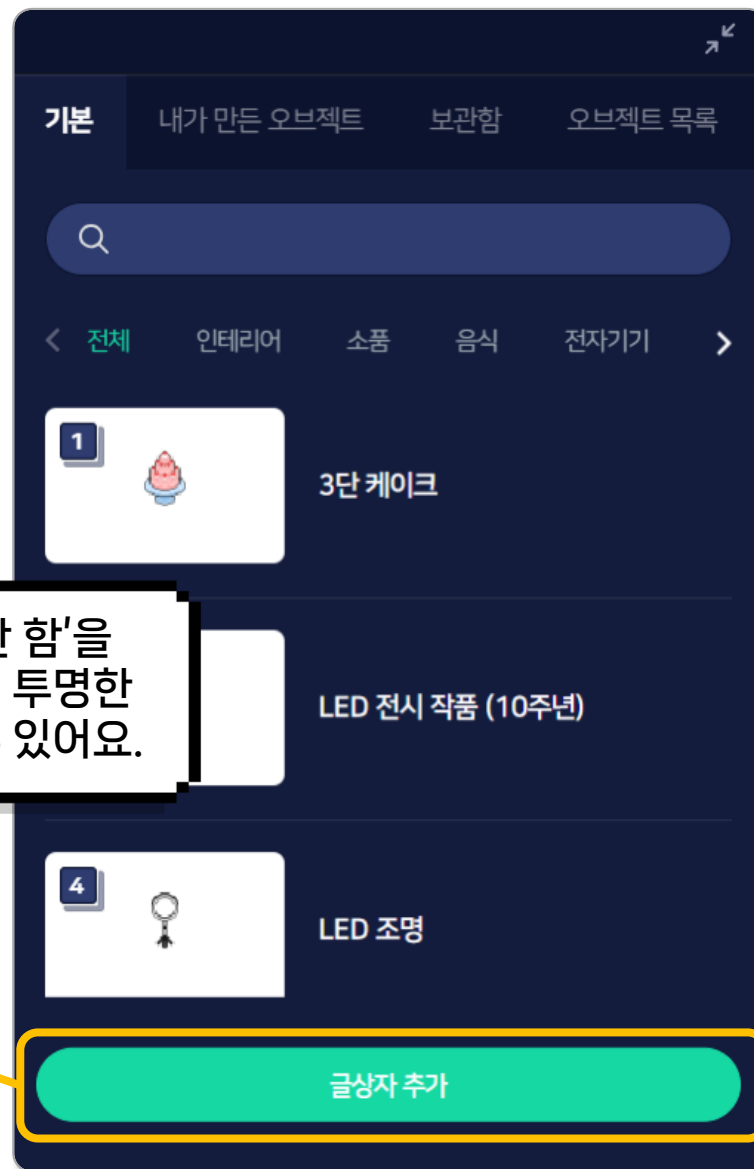 기본 내가 만든 오브젝트 보관함 오브젝트 목록
전체 인테리어 소품 음식 전자기기
1
3단 케이크
함'을
투명한
있어요.
LED 전시 작품 (10주년)
4
LED 조명
글상자 추가